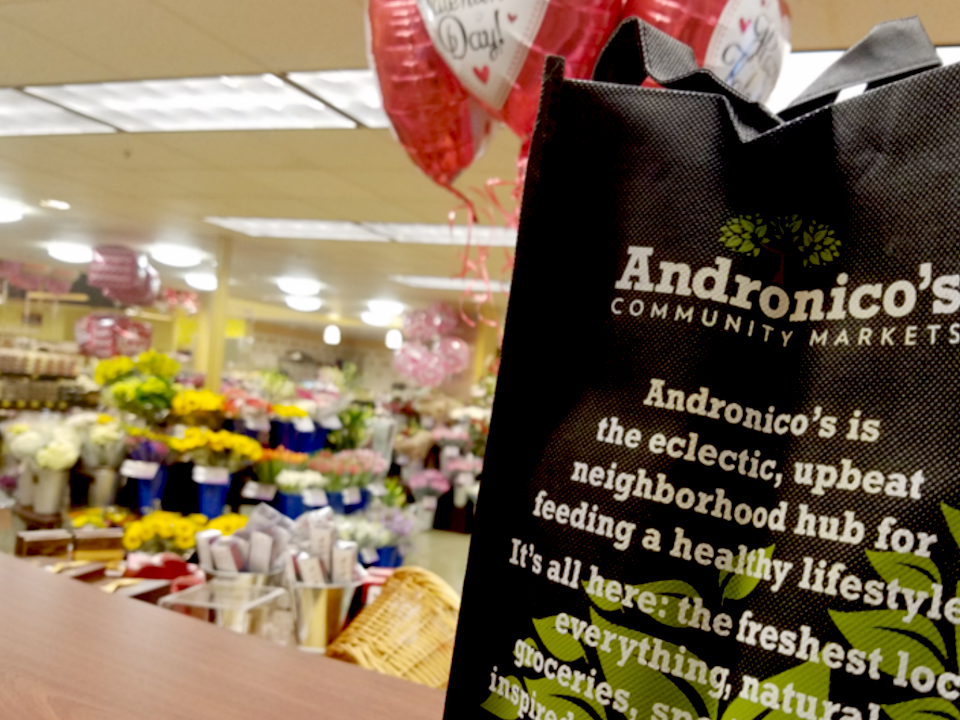 Day!
Andronico's
COMMUNITY MARKETS
Andronico's is
the eclectic, upbeat
neighborhood hub for
feeding a healthy lifestyle
It's all here: the freshest loc
everything, natural
groceries,
inspired